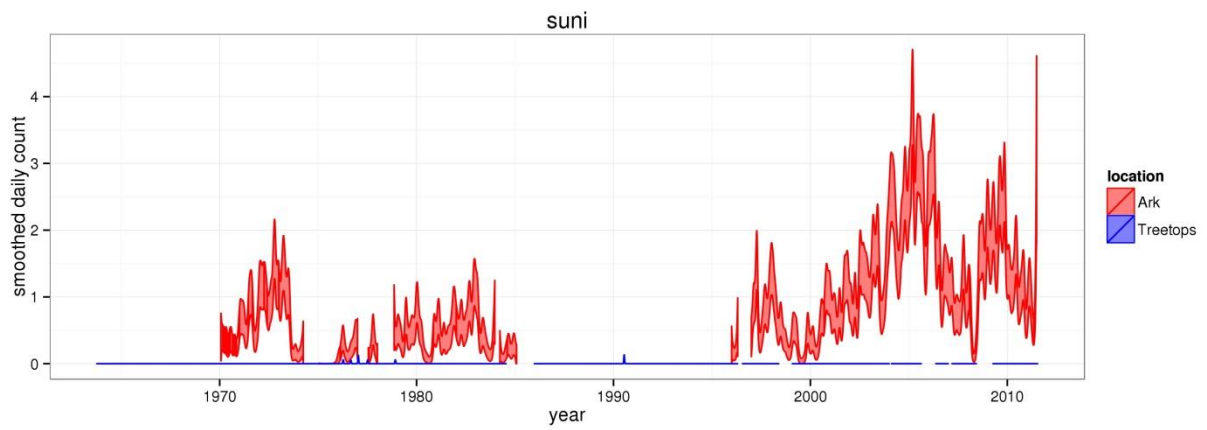 suni
smoothed daily count
4
3
2
1
0
1970 1980 1990 2000 2010
year
location
Ark
Treetops